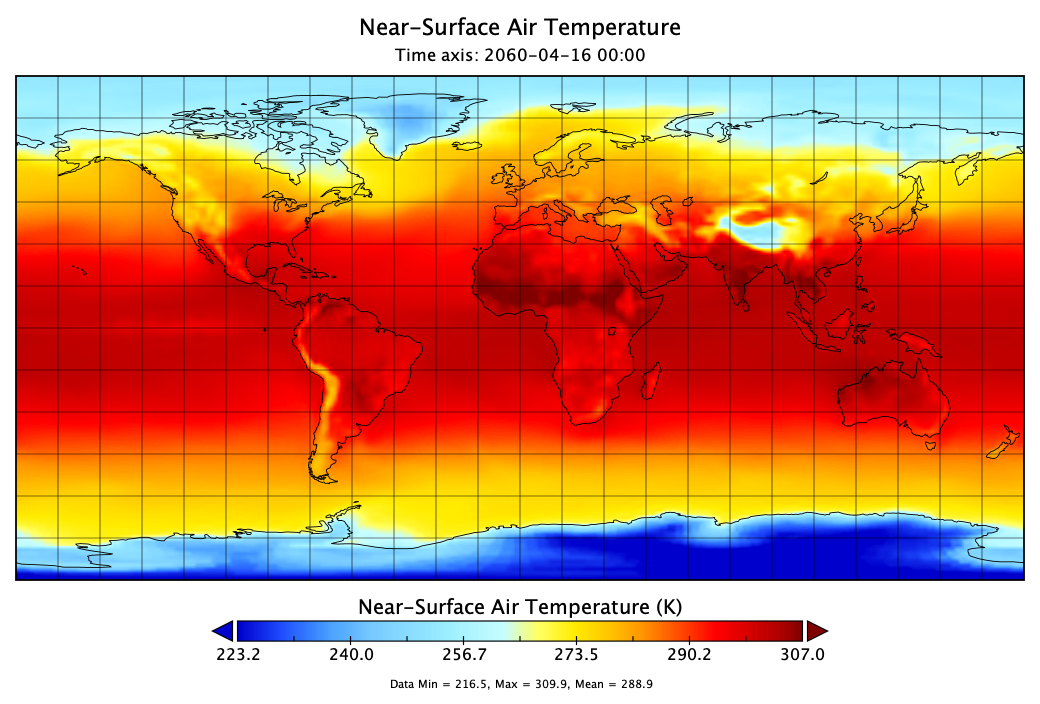 Near-Surface Air Temperature
Time axis: 2060-04-16 00:00
Near-Surface Air Temperature (K)
223.2 240.0 256.7 273.5 290.2 307.0
Data Min = 216.5, Max = 309.9, Mean = 288.9